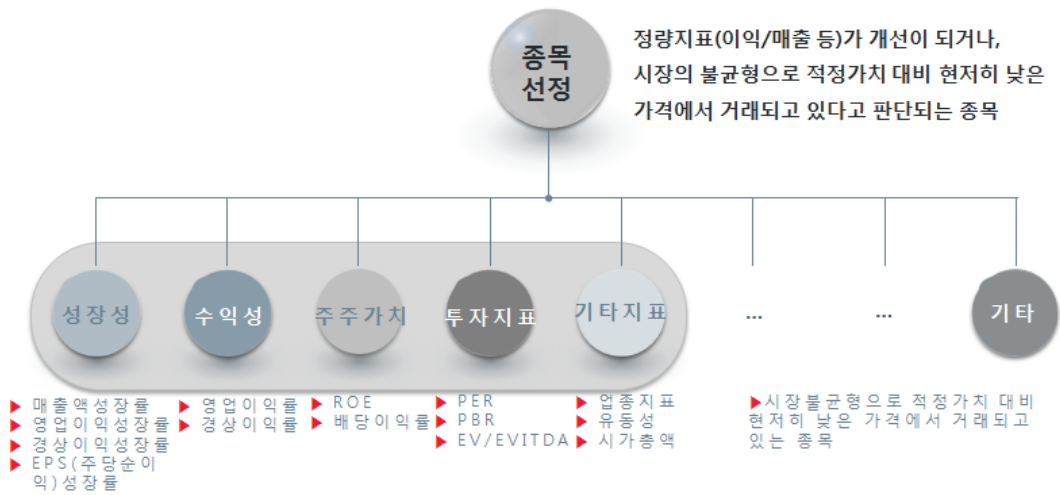 종목
선정
정량지표(이익/매출 등)가 개선이 되거나,
시장의 불균형으로 적정가치 대비 현저히 낮은
가격에서 거래되고 있다고 판단되는 종목
성장성
수익성
주주가치
투자지표
기타지표
...
...
기타
▶ 매출액성장률
▶ 영업이익성장률
▶ 경상이익성장률
▶ EPS(주당순이
익)성장률
▶ 영업이익률
▶ 경상이익률
▶ ROE
▶ 배당이익률
▶ PER
▶ PBR
▶ EV/EVITDA
▶ 업종지표
▶ 유동성
▶ 시가총액
▶시장불균형으로 적정가치 대비
현저히 낮은 가격에서 거래되고
있는 종목